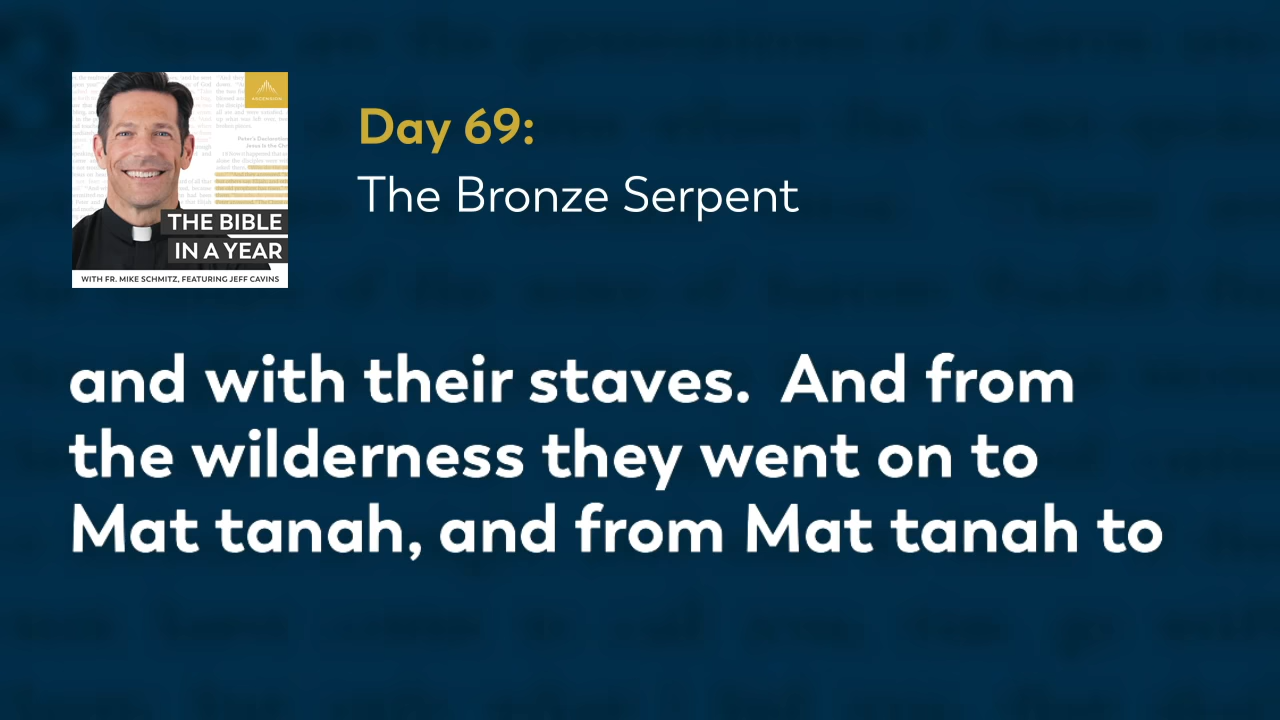 Day 69:
The Bronze Serpent
THE BIBLE
IN A YEAR
WITH FR. MIKE SCHMITZ, FEATURING JEFF CAVINS
and with their staves. And from
the wilderness they went on to
Mat tanah, and from Mat tanah to